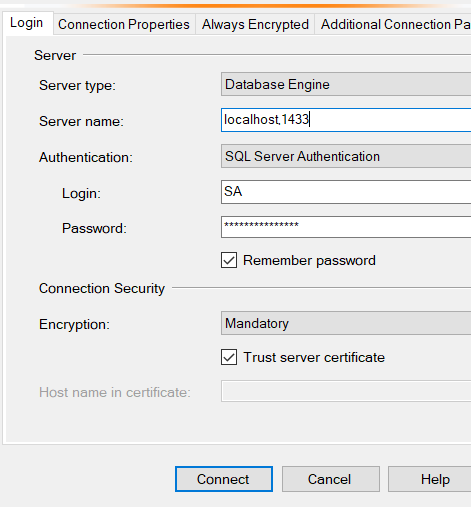 Login Connection Properties Always Encrypted Additional Connection Pa
Server
Server type: Database Engine
Server name: localhost,1433
Authentication: SQL Server Authentication
Login: SA
Password: ***************
Remember password
Connection Security
Encryption: Mandatory
Trust server certificate
Host name in certificate:
Connect Cancel Help